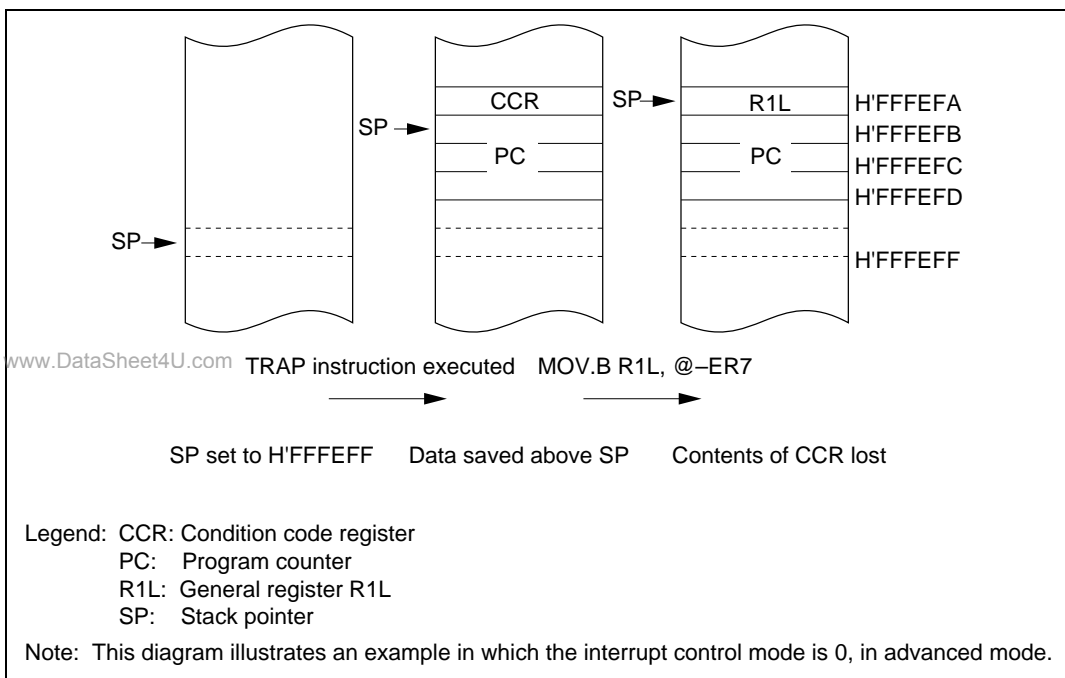 CCR SP R1L H'FFFEFA
SP H'FFFEFB
PC PC H'FFFEFC
H'FFFEFD
SP
H'FFFEFF
www.DataSheet4U.com TRAP instruction executed MOV.B R1L, @–ER7
SP set to H'FFFEFF Data saved above SP Contents of CCR lost
Legend: CCR: Condition code register
PC: Program counter
R1L: General register R1L
SP: Stack pointer
Note: This diagram illustrates an example in which the interrupt control mode is 0, in advanced mode.